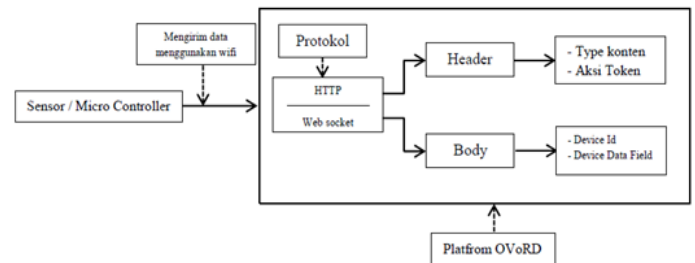 Mengirim data
menggunakan wifi
Sensor / Micro Controller
Protokol
HTTP
Web socket
Header
- Type konten
- Aksi Token
Body
- Device Id
- Device Data Field
Platfrom OVoRD